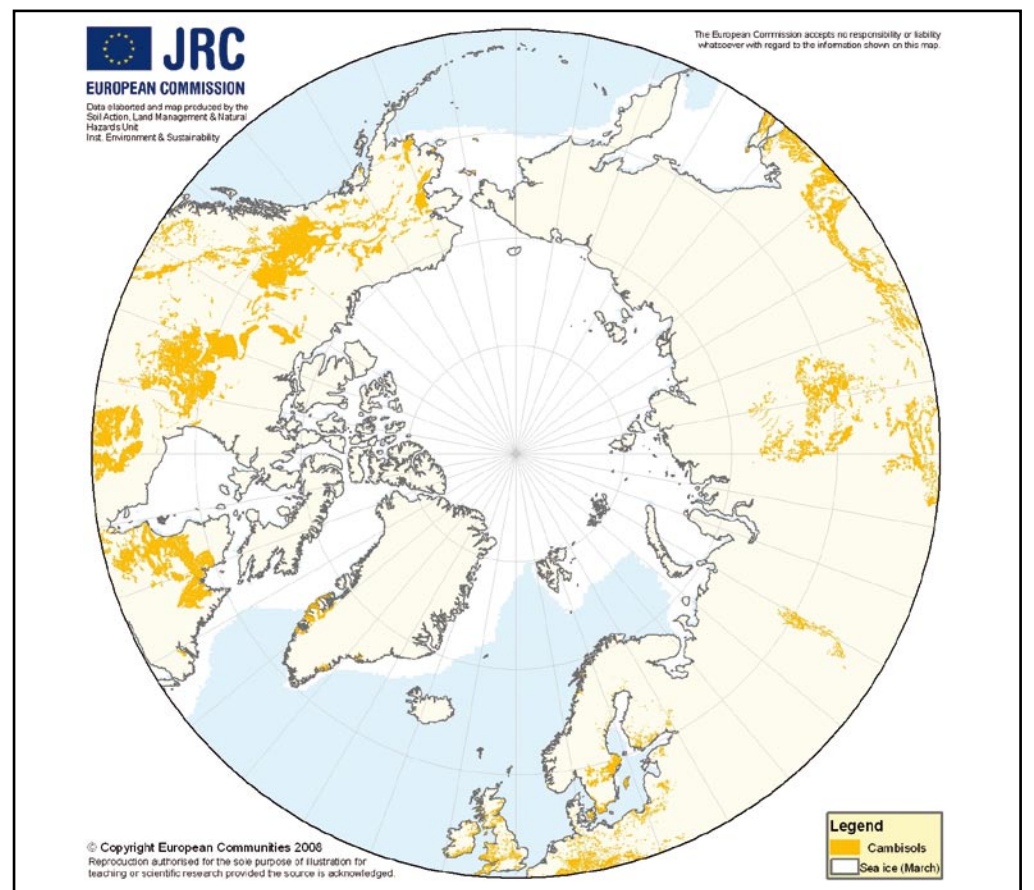 JRC
EUROPEAN COMMISSION
Data elaborated and map produced by the
Soil Action, Land Management & Natural
Hazards Unit
Inst. Environment & Sustainability
The European Commission accepts no responsibility or liability
whatsoever with regard to the information shown on this map.
© Copyright European Communities 2008
Reproduction authorised for the sole purpose of illustration for
teaching or scientific research provided the source is acknowledged.
Legend
Cambisols
Sea ice (March)